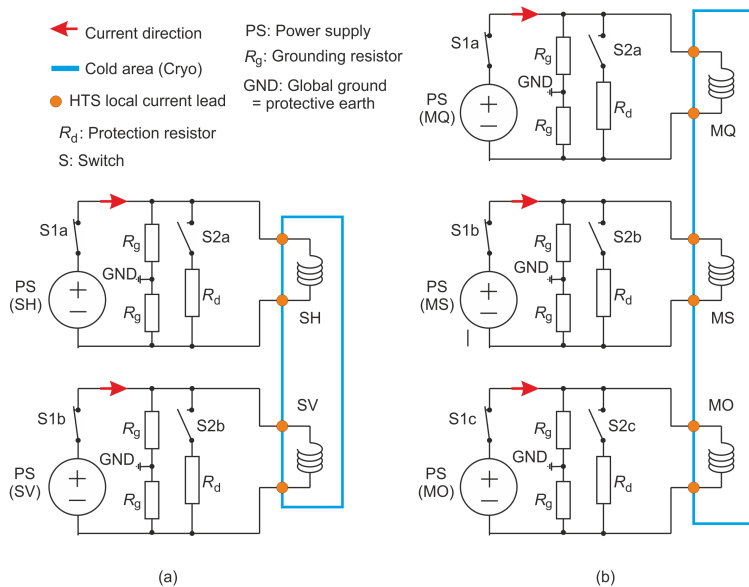 Current direction
Cold area (Cryo)
HTS local current lead
Rd: Protection resistor
S: Switch
PS: Power supply
Rg: Grounding resistor
GND: Global ground
= protective earth
S1a
Rg
S2a
GND
PS
(SH)
Rg
Rd
SH
S1b
Rg
S2b
SV
GND
PS
(SV)
Rg
Rd
(a)
S1a
Rg
S2a
GND
PS
(MQ)
Rg
Rd
MQ
S1b
Rg
S2b
GND
PS
(MS)
Rg
Rd
MS
S1c
Rg
S2c
MO
GND
PS
(MO)
Rg
Rd
(b)